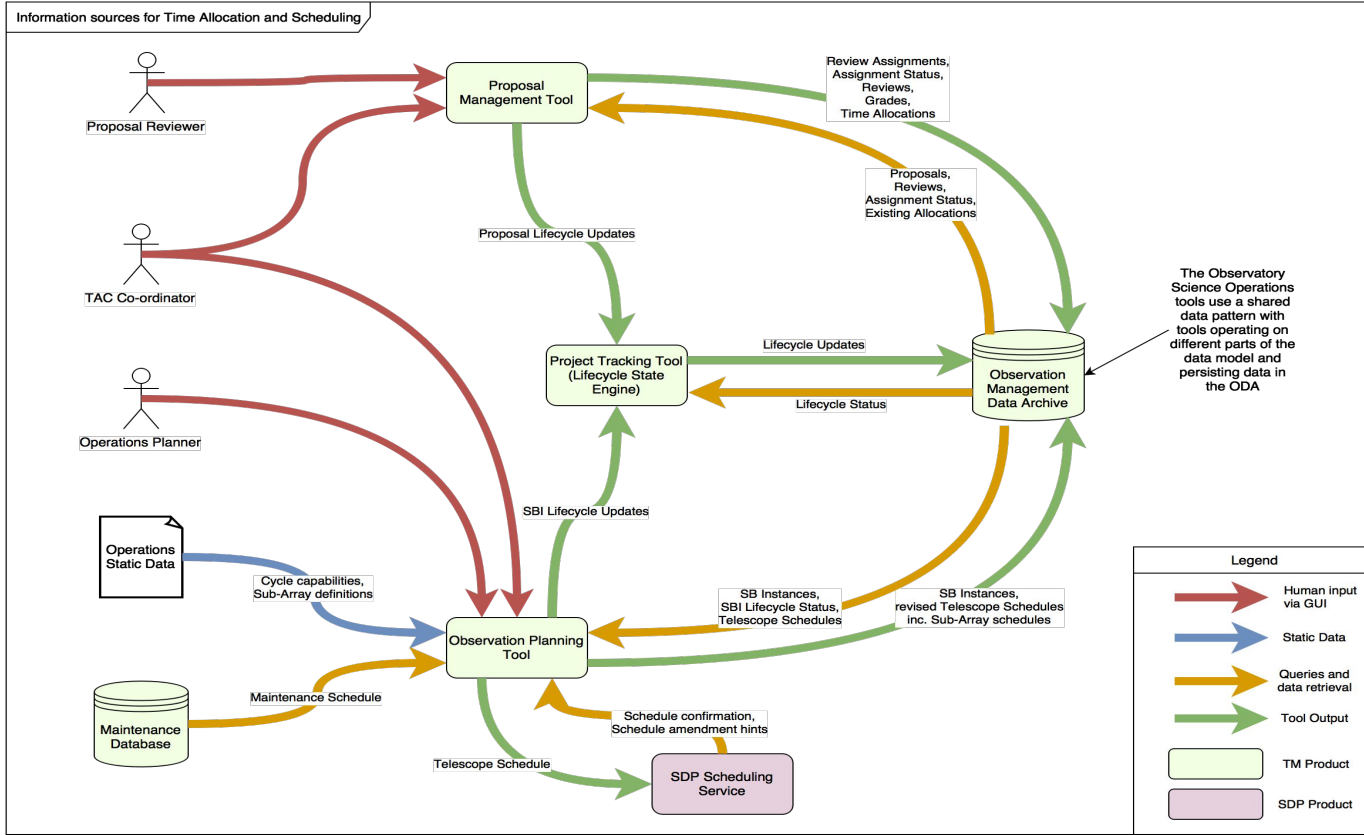 Information sources for Time Allocation and Scheduling
Proposal Reviewer
Proposal
Management Tool
Review Assignments,
Assignment Status,
Reviews,
Grades,
Time Allocations
Proposals,
Reviews,
Assignment Status,
Existing Allocations
Proposal Lifecycle Updates
TAC Co-ordinator
The Observatory
Science Operations
tools use a shared
data pattern with
tools operating on
different parts of the
data model and
persisting data in
the ODA
Project Tracking Tool
(Lifecycle State
Engine)
Lifecycle Updates
Lifecycle Status
Observation
Management
Data Archive
Operations Planner
SBI Lifecycle Updates
Operations
Static Data
Cycle capabilities,
Sub-Array definitions
SB Instances,
SBI Lifecycle Status,
Telescope Schedules
SB Instances,
revised Telescope Schedules
inc. Sub-Array schedules
Observation Planning
Tool
Maintenance Schedule
Maintenance
Database
Schedule confirmation,
Schedule amendment hints
Telescope Schedule
SDP Scheduling
Service
Legend
Human input
via GUI
Static Data
Queries and
data retrieval
Tool Output
TM Product
SDP Product